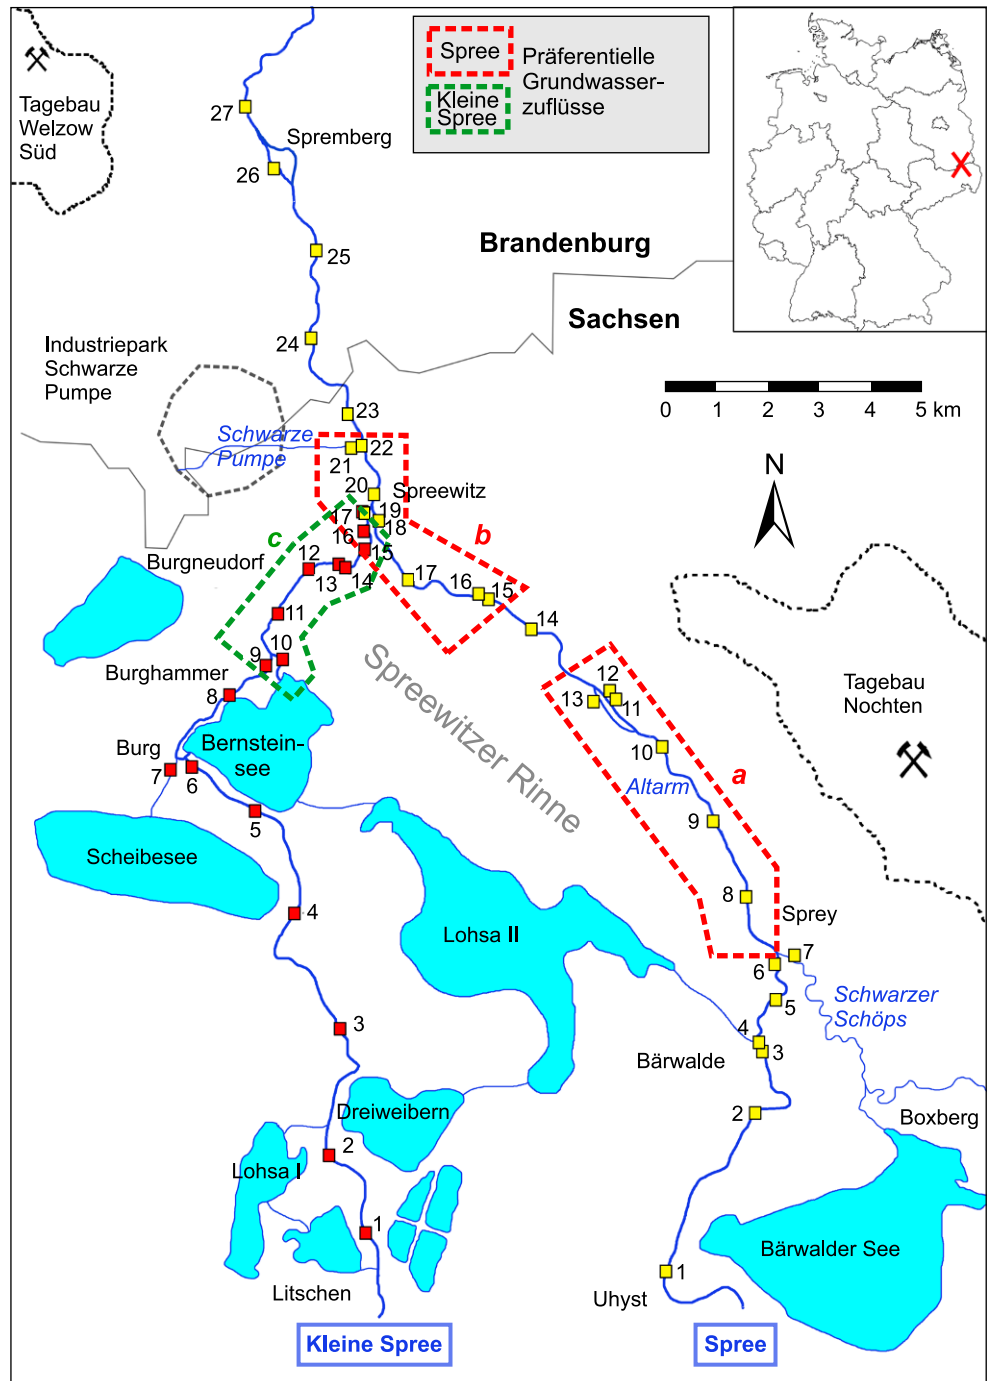 Tagebau
Welzow
Süd
Spree
Kleine
Spree
Präferentielle
Grundwasser-
zuflüsse
27
Spremberg
26
25
Brandenburg
Sachsen
24
Industriepark
Schwarze
Pumpe
0 1 2 3 4 5 km
23
Schwarze
Pumpe
22
21
N
20
Spreewitz
19
18
17
16
15
14
13
12
c
b
Burgneudorf
17
16
15
14
11
10
9
Burghammer
8
Spreewitzer Rinne
12
11
13
10
a
Altarm
9
8
Tagebau
Nochten
Burg
7
6
Bernstein-
see
5
Scheibesee
4
Lohsa II
Sprey
7
6
5
Schwarzer
Schöps
4
3
Bärwalde
3
2
Boxberg
Dreiweibern
2
Lohsa I
1
Bärwalder See
1
Uhyst
Litschen
Kleine Spree
Spree